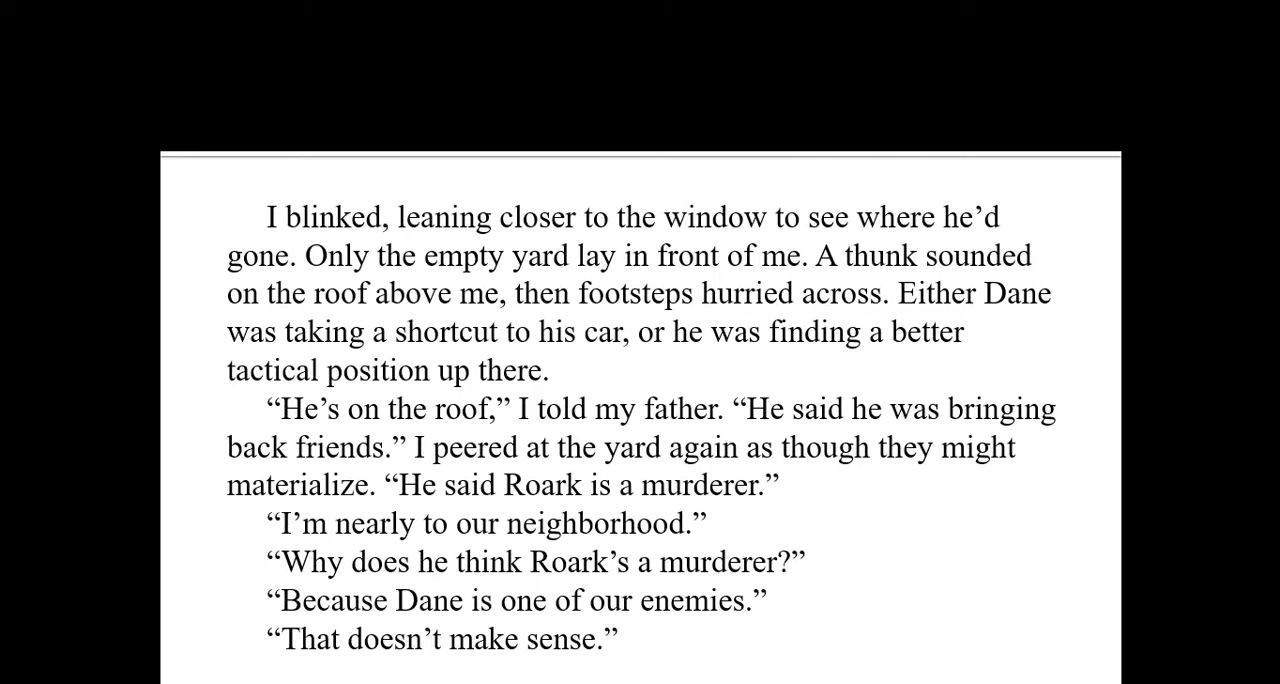 I blinked, leaning closer to the window to see where he’d
gone. Only the empty yard lay in front of me. A thunk sounded
on the roof above me, then footsteps hurried across. Either Dane
was taking a shortcut to his car, or he was finding a better
tactical position up there.
“He’s on the roof,” I told my father. “He said he was bringing
back friends.” I peered at the yard again as though they might
materialize. “He said Roark is a murderer.”
“I’m nearly to our neighborhood.”
“Why does he think Roark’s a murderer?”
“Because Dane is one of our enemies.”
“That doesn’t make sense.”